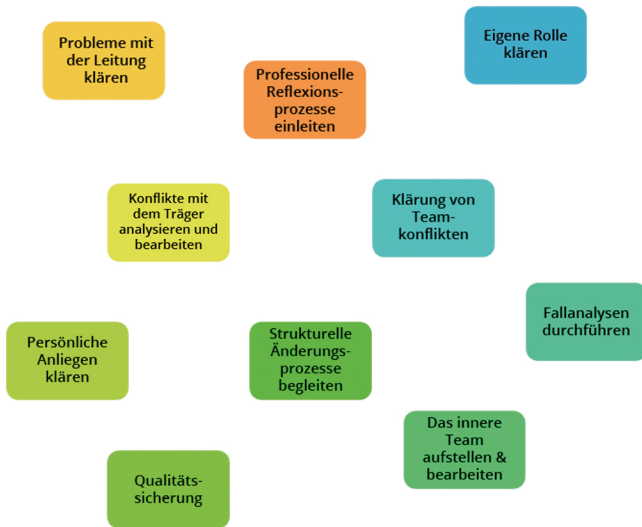 Probleme mit
der Leitung
klären
Professionelle
Reflexions-
prozesse
einleiten
Eigene Rolle
klären
Konflikte mit
dem Träger
analysieren und
bearbeiten
Klärung von
Team-
konflikten
Fallanalysen
durchführen
Persönliche
Anliegen
klären
Strukturelle
Änderungs-
prozesse
begleiten
Das innere
Team
aufstellen &
bearbeiten
Qualitäts-
sicherung